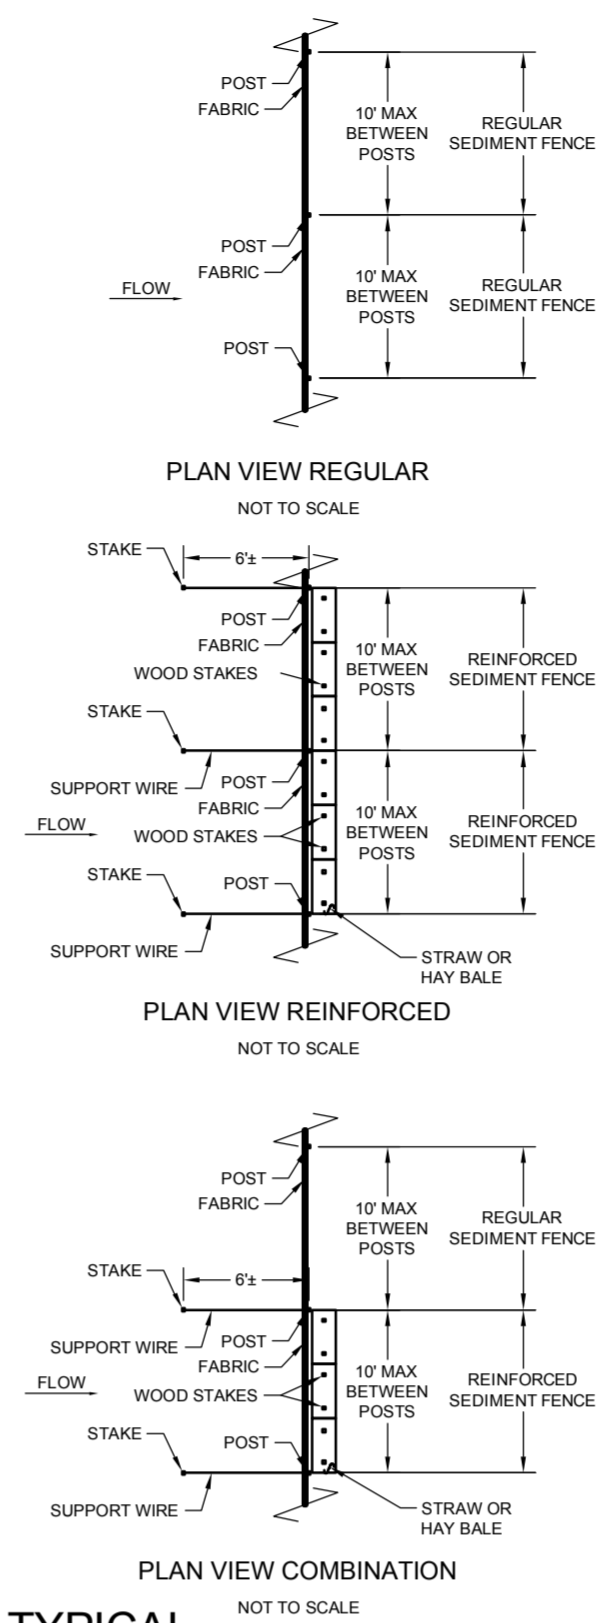 POST
FABRIC
10' MAX
BETWEEN
POSTS
REGULAR
SEDIMENT FENCE
POST
FABRIC
FLOW
10' MAX
BETWEEN
POSTS
REGULAR
SEDIMENT FENCE
POST
PLAN VIEW REGULAR
NOT TO SCALE
STAKE
6'±
POST
FABRIC
WOOD STAKES
10' MAX
BETWEEN
POSTS
REINFORCED
SEDIMENT FENCE
STAKE
SUPPORT WIRE
POST
FABRIC
FLOW
WOOD STAKES
10' MAX
BETWEEN
POSTS
REINFORCED
SEDIMENT FENCE
STAKE
POST
SUPPORT WIRE
STRAW OR
HAY BALE
PLAN VIEW REINFORCED
NOT TO SCALE
POST
FABRIC
10' MAX
BETWEEN
POSTS
REGULAR
SEDIMENT FENCE
STAKE
6'±
SUPPORT WIRE
POST
FABRIC
FLOW
WOOD STAKES
10' MAX
BETWEEN
POSTS
REINFORCED
SEDIMENT FENCE
STAKE
POST
SUPPORT WIRE
STRAW OR
HAY BALE
PLAN VIEW COMBINATION
NOT TO SCALE
TYPICAL